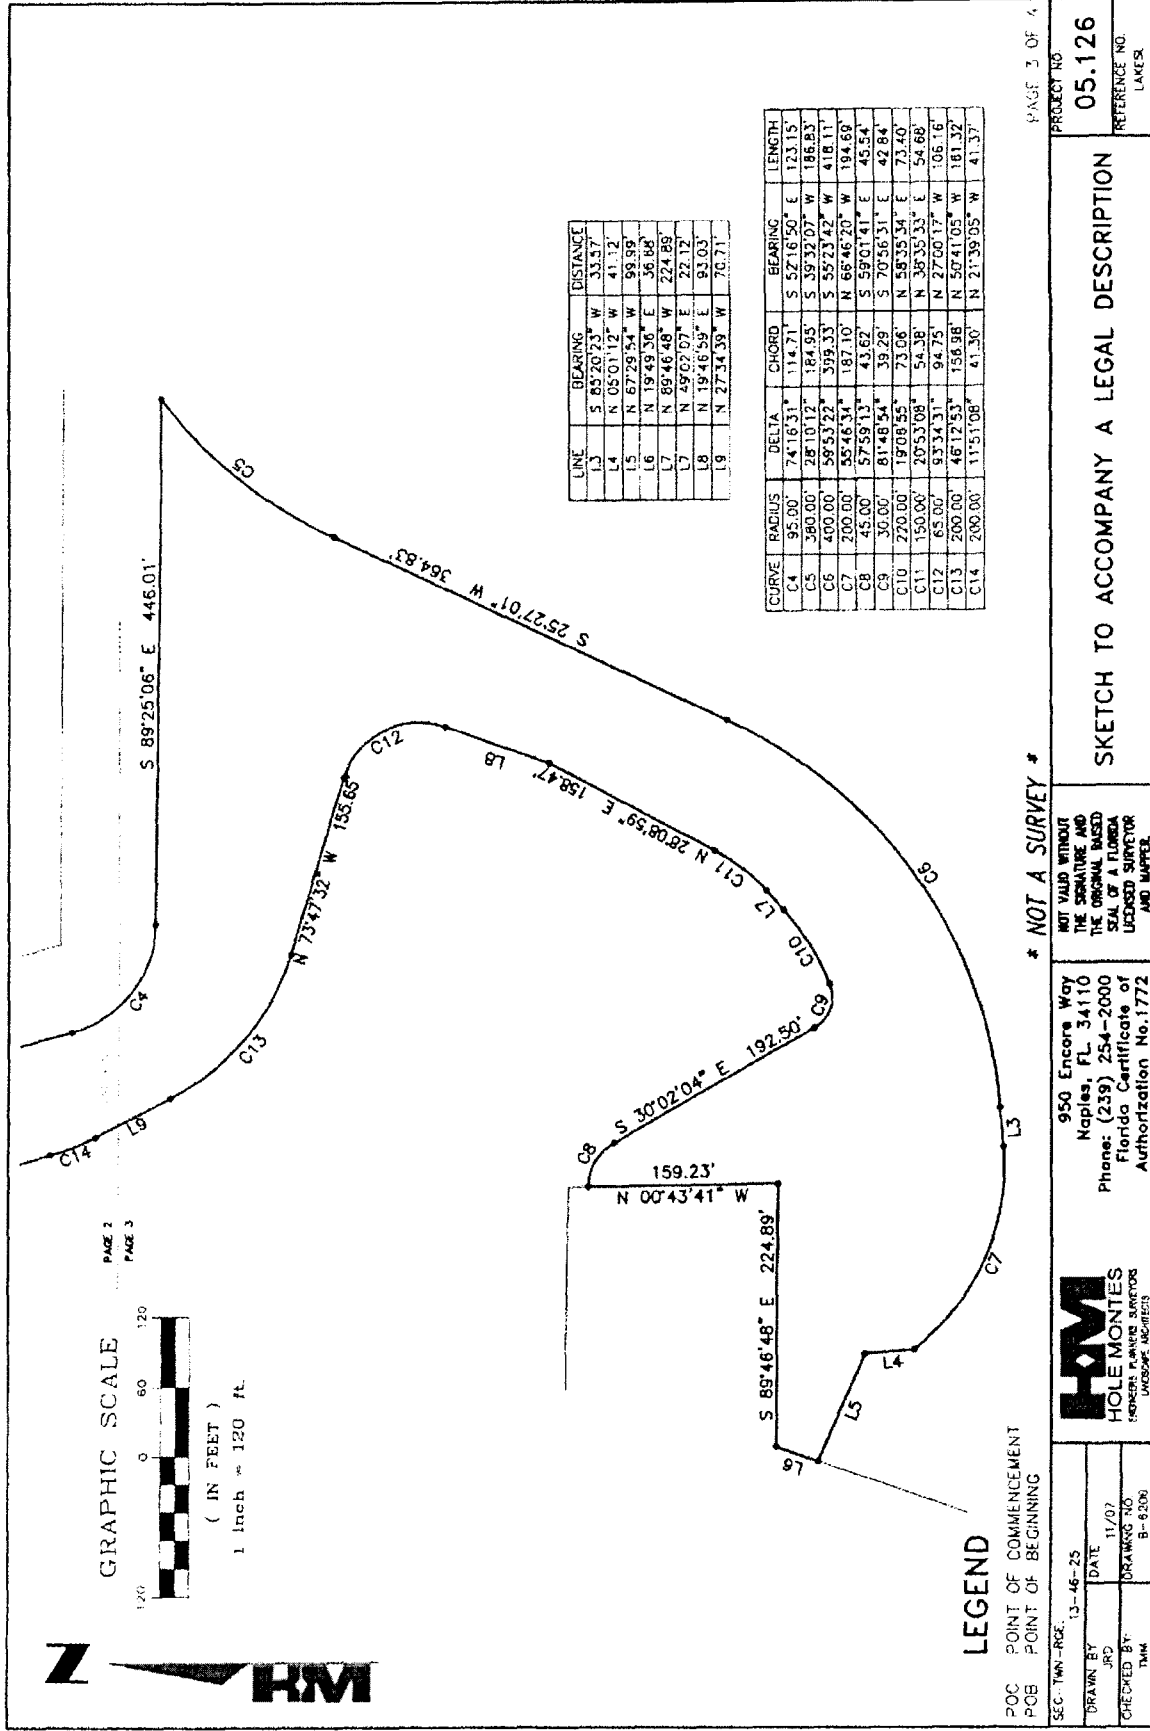 GRAPHIC SCALE
120 0 60 120
( IN FEET )
1 inch = 120 ft.
PAGE 2
PAGE 3
N
HM
C14
L9
C13
C4
S 89°25'06" E 446.01'
C5
N 73°47'32" W 155.65'
C12
S 25°27'01" W 364.83'
L8
N 28°08'59" E 158.47'
C11
L7
C10
C9
S 30°02'04" E 192.50'
C8
159.23'
N 00°43'41" W
S 89°46'48" E 224.89'
L6
L5
L4
C7
L3
C6
LINE BEARING DISTANCE
L3 S 85°20'23" W 33.57'
L4 N 05°01'12" W 41.12'
L5 N 67°29'54" W 99.99'
L6 N 19°49'36" E 36.68'
L7 N 89°46'48" W 224.89'
L7 N 49°02'07" E 22.12'
L8 N 19°46'59" E 93.03'
L9 N 27°34'39" W 70.71'
CURVE RADIUS DELTA CHORD BEARING LENGTH
C4 95.00' 74°16'31" 114.71' S 52°16'50" E 123.15'
C5 380.00' 28°10'12" 184.95' S 39°32'07" W 186.83'
C6 400.00' 59°53'22" 399.33' S 55°23'42" W 418.11'
C7 200.00' 55°46'34" 187.10' N 66°46'20" W 194.69'
C8 45.00' 57°59'13" 43.62' S 59°01'41" E 45.54'
C9 30.00' 81°48'54" 39.29' S 70°56'31" E 42.84'
C10 220.00' 19°06'55" 73.06' N 58°35'34" E 73.40'
C11 150.00' 20°53'08" 54.38' N 38°35'33" E 54.68'
C12 65.00' 93°34'31" 94.75' N 27°00'17" W 106.16'
C13 200.00' 46°12'53" 156.98' N 50°41'05" W 161.32'
C14 200.00' 11°51'08" 41.30' N 21°39'05" W 41.37'
LEGEND
POC POINT OF COMMENCEMENT
POB POINT OF BEGINNING
* NOT A SURVEY *
PAGE 3 OF 4
SEC-TWN-RGE. 13-46-25
DRAWN BY JRD
DATE 11/07
CHECKED BY: TMM
DRAWING NO. B-6206
HM
HOLE MONTES
ENGINEERS PLANNERS SURVEYORS
LANDSCAPE ARCHITECTS
950 Encore Way
Naples, FL. 34110
Phone: (239) 254-2000
Florida Certificate of
Authorization No.1772
NOT VALID WITHOUT
THE SIGNATURE AND
THE ORIGINAL RAISED
SEAL OF A FLORIDA
LICENSED SURVEYOR
AND MAPPER.
SKETCH TO ACCOMPANY A LEGAL DESCRIPTION
PROJECT NO.
05.126
REFERENCE NO.